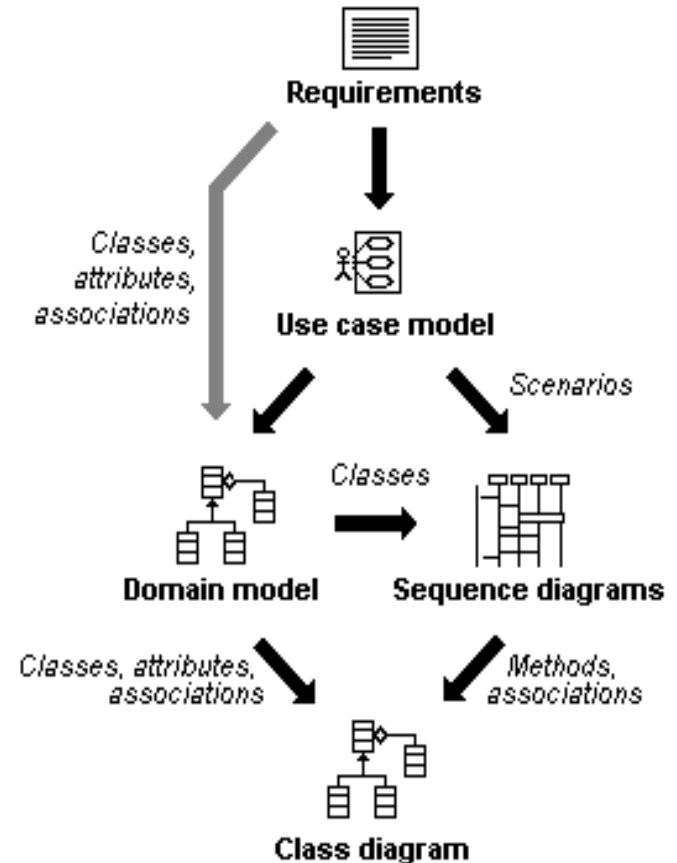 Requirements
Classes,
attributes,
associations
Use case model
Scenarios
Classes
Domain model
Sequence diagrams
Classes, attributes,
associations
Methods,
associations
Class diagram